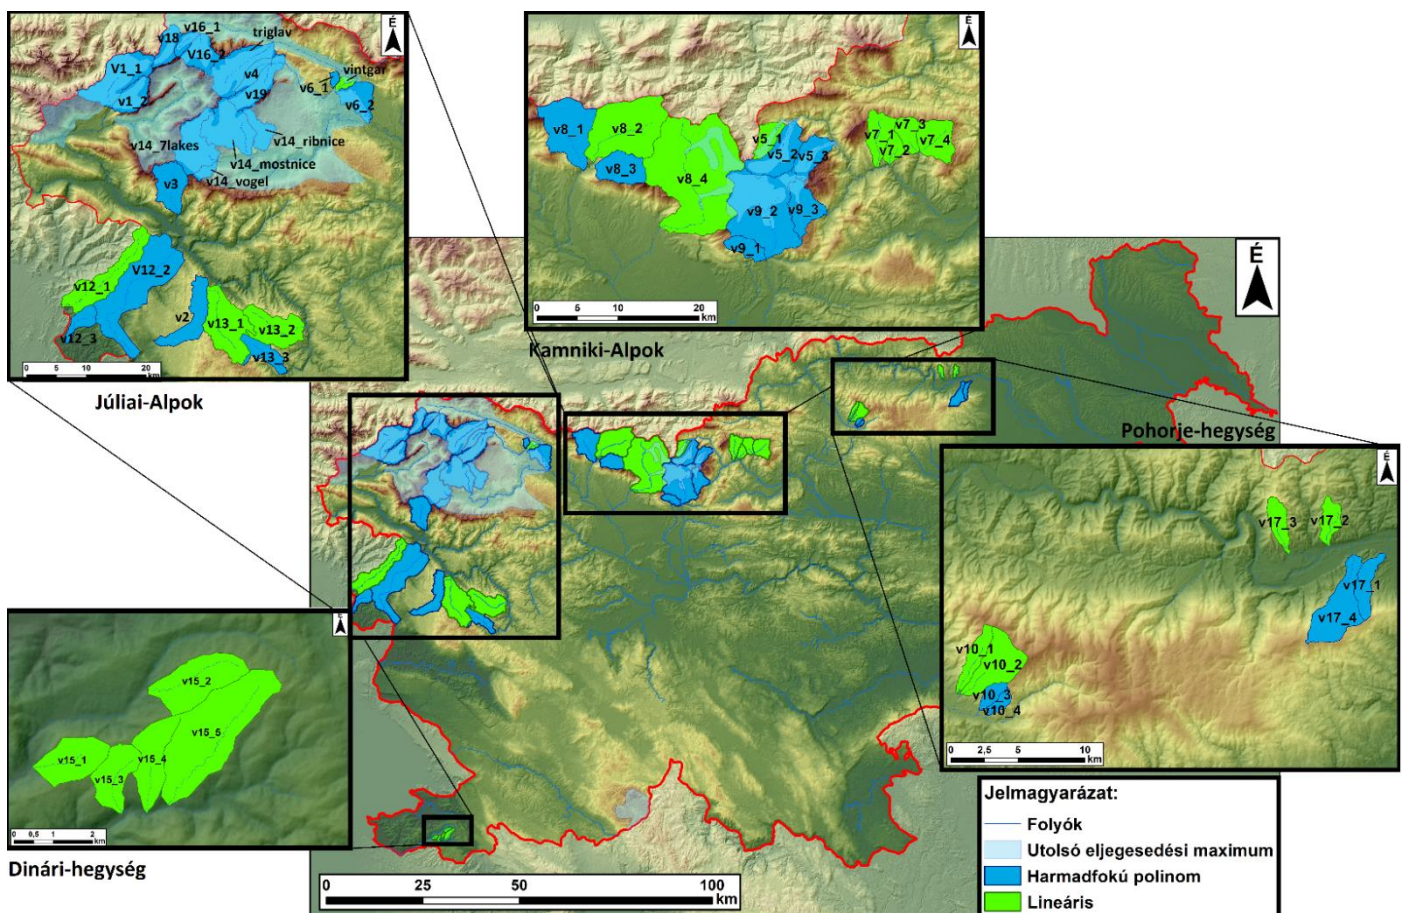 v16_1
v18
V16_2
triglav
É
V1_1
v1_2
v4
v19
v6_1
vintgar
v6_2
v14_7lakes
v14_ribnice
v14_mostnice
v14_vogel
v3
V12_2
v12_1
v12_3
v2
v13_1
v13_2
v13_3
0 5 10 20
km
Júliai-Alpok
É
v8_1
v8_2
v8_3
v8_4
v5_1
v5_2
v5_3
v7_1
v7_3
v7_2
v7_4
v9_2
v9_3
v9_1
0 5 10 20
km
Kamniki-Alpok
É
Pohorje-hegység
É
v17_3
v17_2
v17_1
v17_4
v10_1
v10_2
v10_3
v10_4
0 2,5 5 10
km
É
v15_2
v15_5
v15_1
v15_4
v15_3
0 0,5 1 2
km
Dinári-hegység
0 25 50 100
km
Jelmagyarázat:
Folyók
Utolsó eljegesedési maximum
Harmadfokú polinom
Lineáris